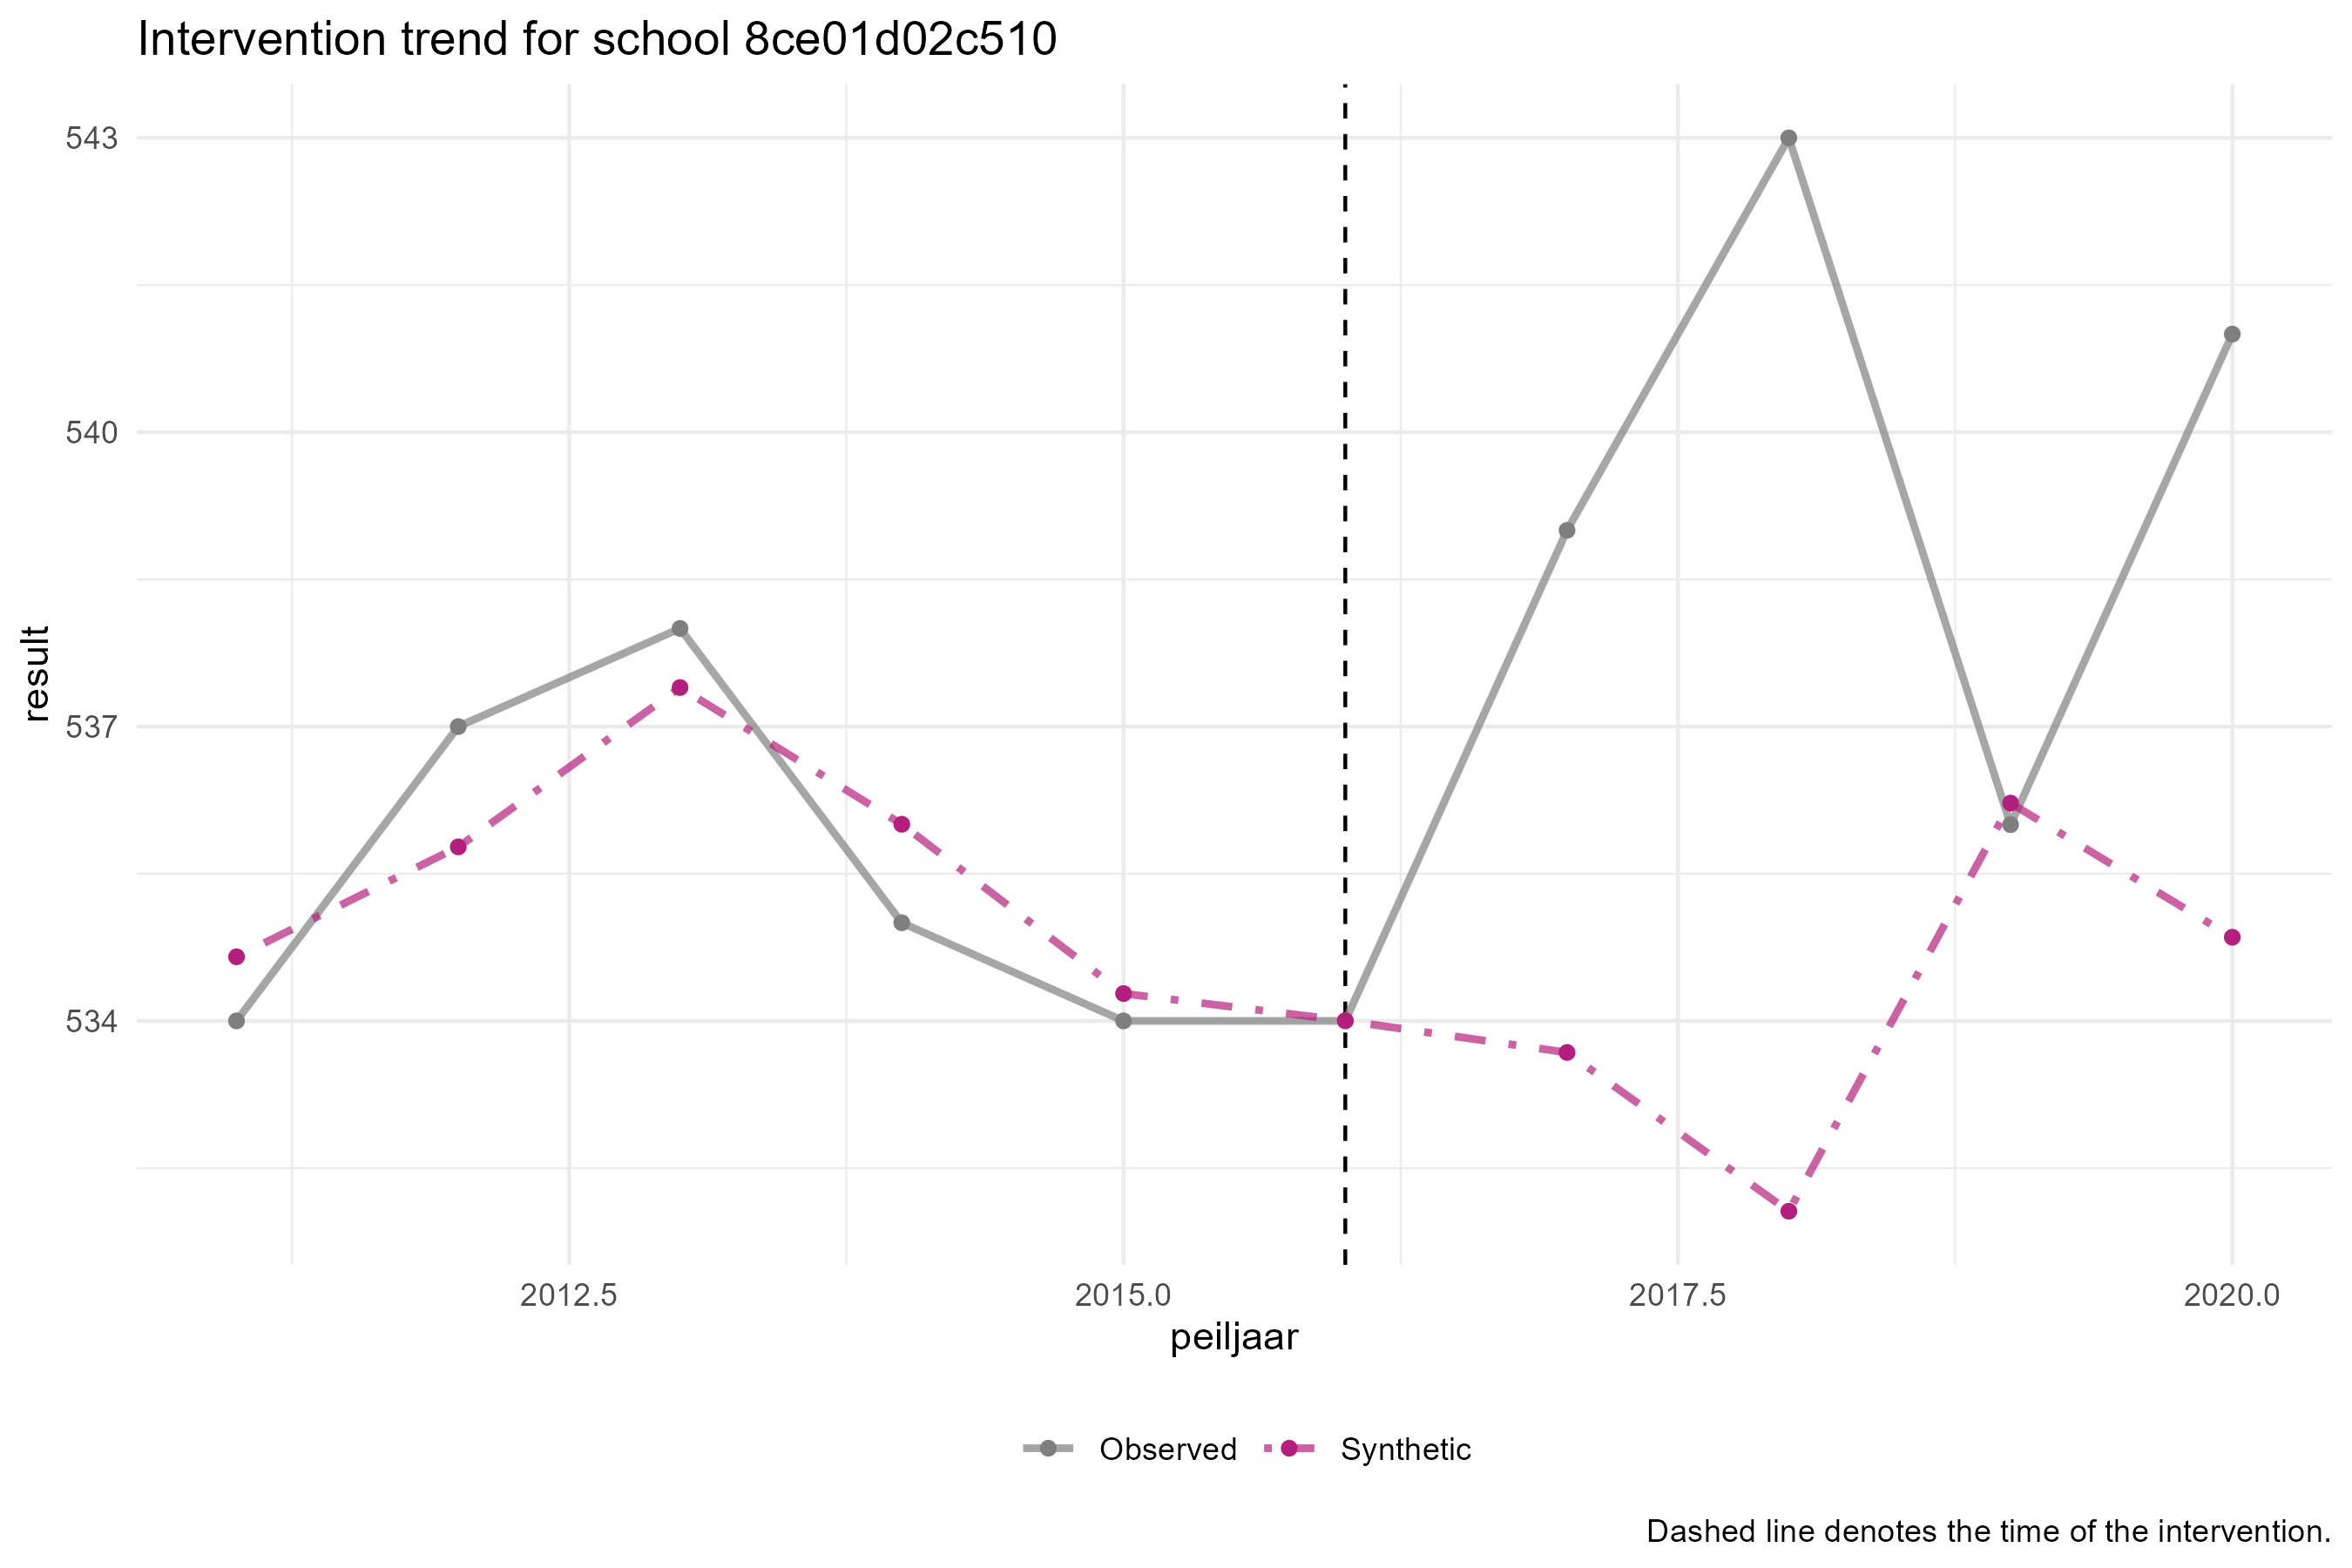 Intervention trend for school 8ce01d02c510
543
540
537
534
result
2012.5 2015.0 2017.5 2020.0
peiljaar
Observed Synthetic
Dashed line denotes the time of the intervention.